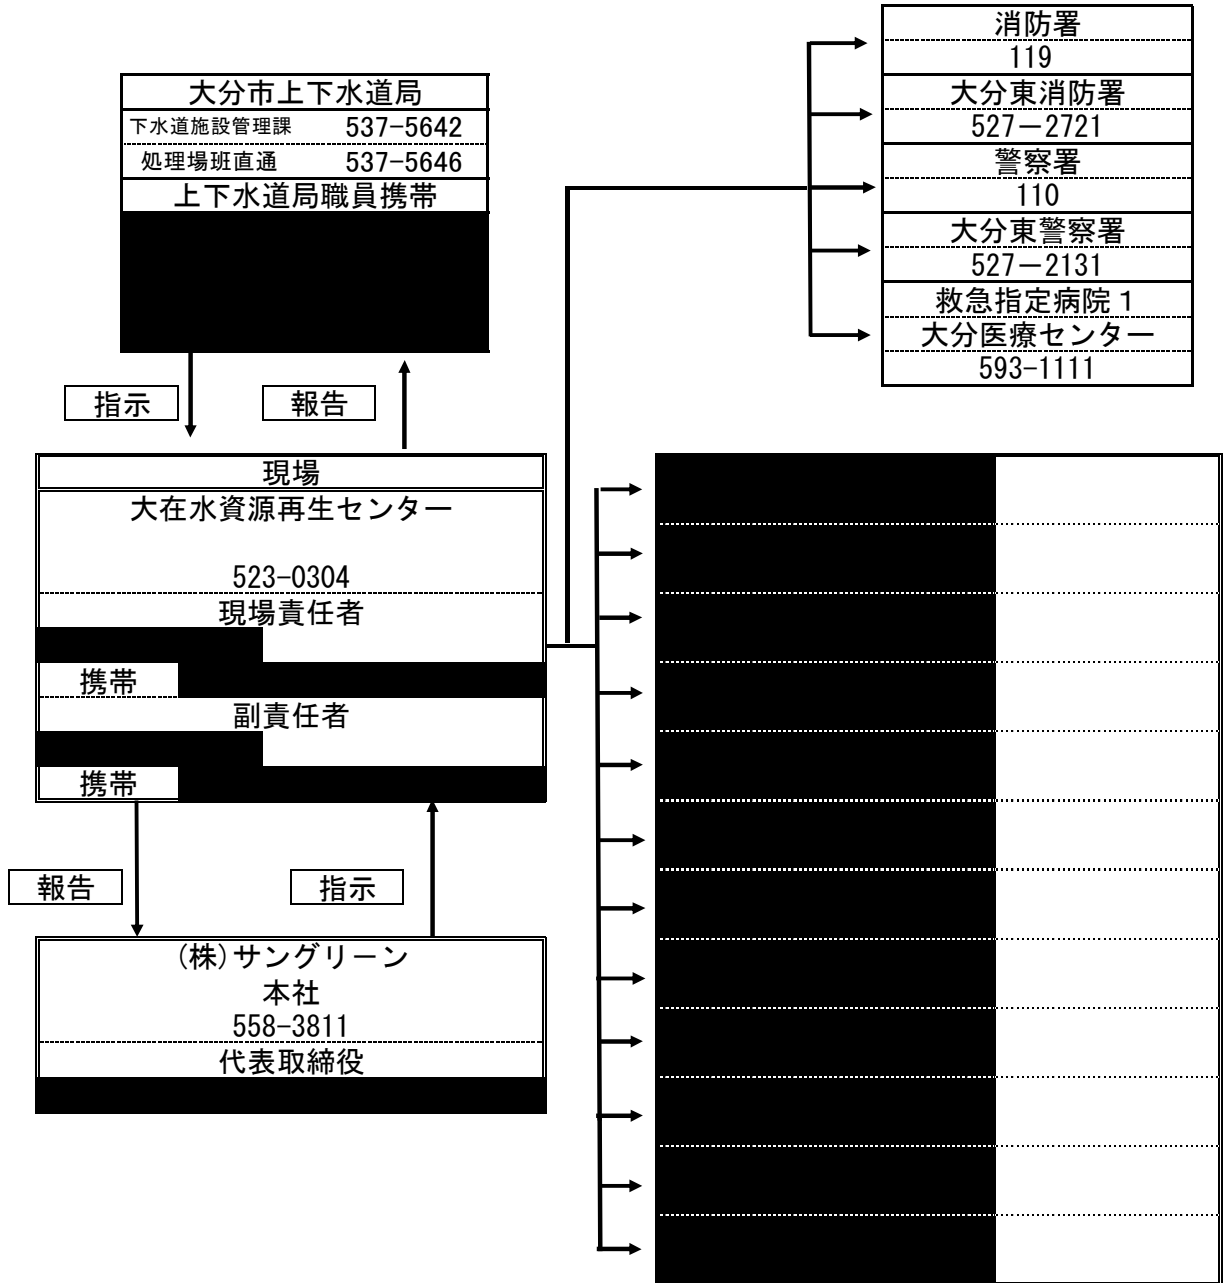 消防署
119
大分東消防署
527－2721
警察署
110
大分東警察署
527－2131
救急指定病院１
大分医療センター
593-1111
大分市上下水道局
下水道施設管理課 537-5642
処理場班直通 537-5646
上下水道局職員携帯
指示
報告
現場
大在水資源再生センター
523-0304
現場責任者
携帯
副責任者
携帯
報告
指示
(株)サングリーン
本社
558-3811
代表取締役